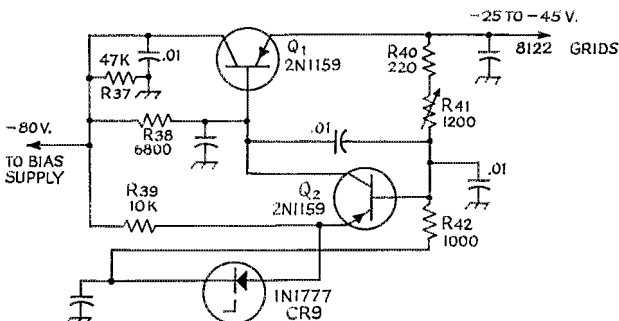 -25 TO -45 V.
8122 GRIDS
Q1
2N1159
R40
220
47K
.01
R37
R41
1200
-80V.
TO BIAS
SUPPLY
R38
6800
.01
.01
Q2
2N1159
R39
10K
R42
1000
1N1777
CR9